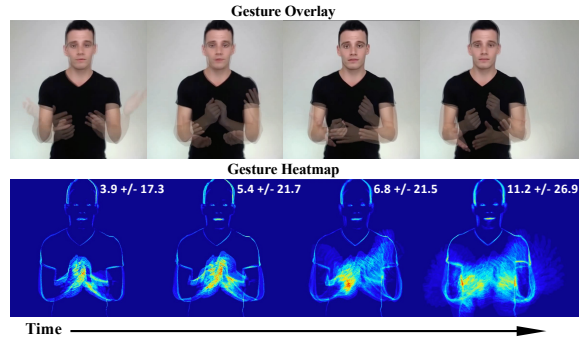 Gesture Overlay
Gesture Heatmap
3.9 +/- 17.3
5.4 +/- 21.7
6.8 +/- 21.5
11.2 +/- 26.9
Time